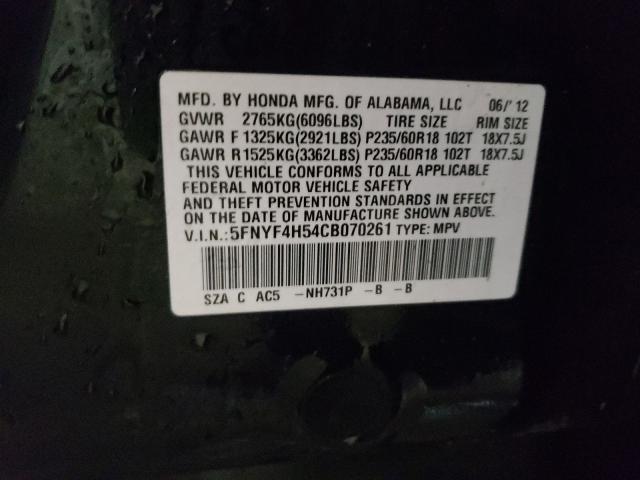 MFD. BY HONDA MFG. OF ALABAMA, LLC 06/'12
GVWR 2765KG(6096LBS) TIRE SIZE RIM SIZE
GAWR F 1325KG(2921LBS) P235/60R18 102T 18X7.5J
GAWR R1525KG(3362LBS) P235/60R18 102T 18X7.5J
THIS VEHICLE CONFORMS TO ALL APPLICABLE
FEDERAL MOTOR VEHICLE SAFETY
AND THEFT PREVENTION STANDARDS IN EFFECT
ON THE DATE OF MANUFACTURE SHOWN ABOVE.
V.I.N.: 5FNYF4H54CB070261 TYPE: MPV
SZA C AC5 -NH731P -B -B